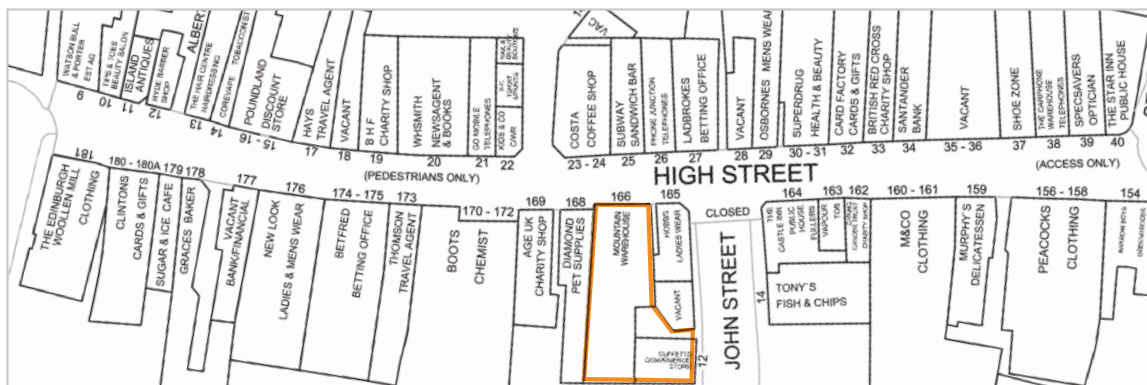 WATSON BULL
& PORTER
EST AG
9
TIPS & TOES
BEAUTY SALON
10
ISLAND
ANTIQUES
11
HYDE BARBER
SHOP
12
ALBERT
THE HAIR CENTRE
HAIRDRESSING
14
13
COREVAPE
TOBACCONIST
POUNDLAND
DISCOUNT
STORE
15 - 16
HAYS
TRAVEL AGENT
17
VACANT
18
B H F
CHARITY SHOP
19
WHSMITH
NEWSAGENT
& BOOKS
20
GO MOBILE
TELEPHONES
21
KIDS & CO
C/WR
22
VAC
COSTA
COFFEE SHOP
23 - 24
SUBWAY
SANDWICH BAR
25
PHONE JUNCTION
TELEPHONES
26
LADBROKES
BETTING OFFICE
27
VACANT
28
OSBORNES MENS WEAR
29
SUPERDRUG
HEALTH & BEAUTY
30 - 31
CARD FACTORY
CARDS & GIFTS
32
BRITISH RED CROSS
CHARITY SHOP
33
SANTANDER
BANK
34
VACANT
35 - 36
SHOE ZONE
37
THE CARPHONE
WAREHOUSE
TELEPHONES
38
SPECSAVERS
OPTICIAN
39
THE STAR INN
PUBLIC HOUSE
40
(PEDESTRIANS ONLY)
HIGH STREET
(ACCESS ONLY)
181
THE EDINBURGH
WOOLLEN MILL
CLOTHING
180 - 180A
CLINTONS
CARDS & GIFTS
179
SUGAR & ICE CAFE
178
GRACES BAKER
177
VACANT
BANK/FINANCIAL
176
NEW LOOK
LADIES & MENS WEAR
174 - 175
BETFRED
BETTING OFFICE
173
THOMSON
TRAVEL AGENT
170 - 172
BOOTS
CHEMIST
169
AGE UK
CHARITY SHOP
168
DIAMOND
PET SUPPLIES
166
MOUNTAIN
WAREHOUSE
165
HOBBS
LADIES WEAR
VACANT
CONVENIENCE
STORE
12
CLOSED
JOHN STREET
14
164
THE
CASTLE INN
PUBLIC
HOUSE
163
FULLERS
VAPOUR
TOB
162
CHARITY SHOP
TONY'S
FISH & CHIPS
160 - 161
M&CO
CLOTHING
159
MURPHY'S
DELICATESSEN
156 - 158
PEACOCKS
CLOTHING
154